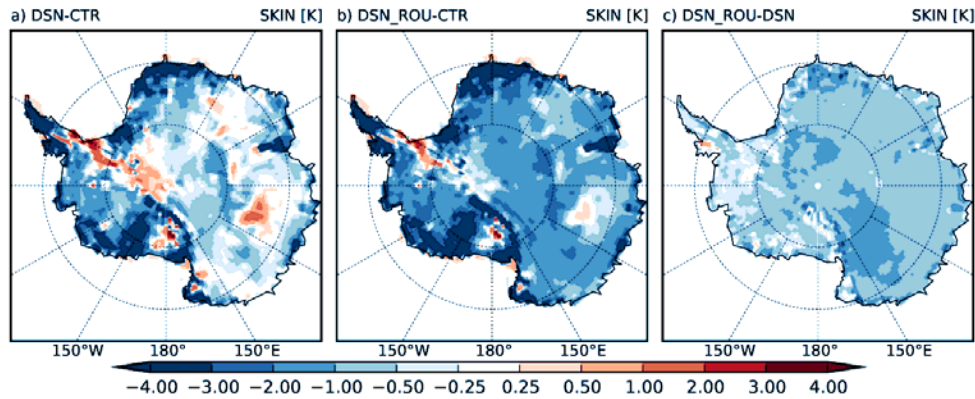 a) DSN-CTR SKIN [K] b) DSN_ROU-CTR SKIN [K] c) DSN_ROU-DSN SKIN [K]
150°W 180° 150°E 150°W 180° 150°E 150°W 180° 150°E
−4.00 −3.00 −2.00 −1.00 −0.50 −0.25 0.25 0.50 1.00 2.00 3.00 4.00